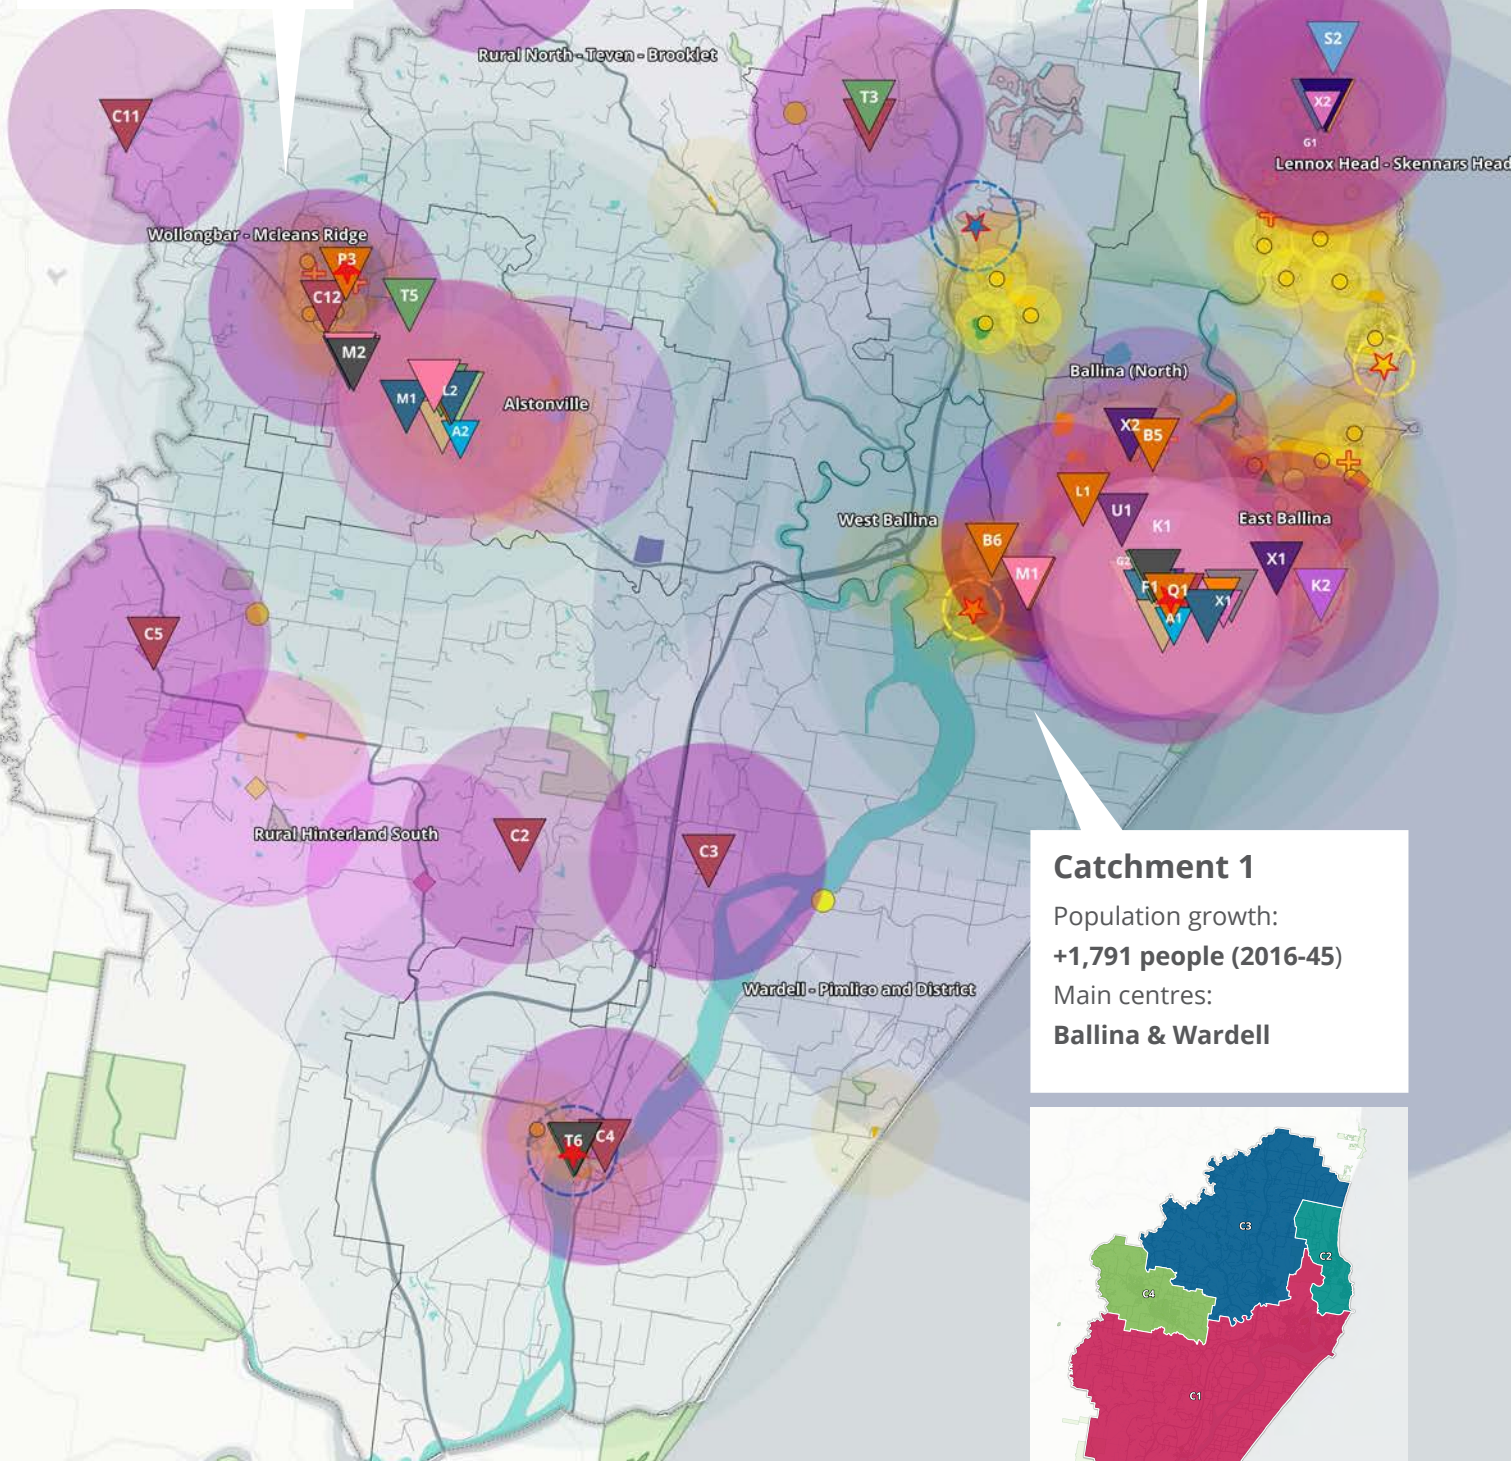 Rural North - Teven - Brooklet
S2
T3
X2
G1
C11
Lennox Head - Skennars Head
Wollongbar - Mcleans Ridge
P3
C12
T5
M2
M1
L2
A2
Alstonville
Ballina (North)
X2
B5
L1
U1
K1
West Ballina
East Ballina
B6
M1
G2
F1
Q1
A1
X1
X1
K2
C5
Rural Hinterland South
C2
C3
Wardell - Pimlico and District
T6
C4
Catchment 1
Population growth:
+1,791 people (2016-45)
Main centres:
Ballina & Wardell
C3
C2
C4
C1